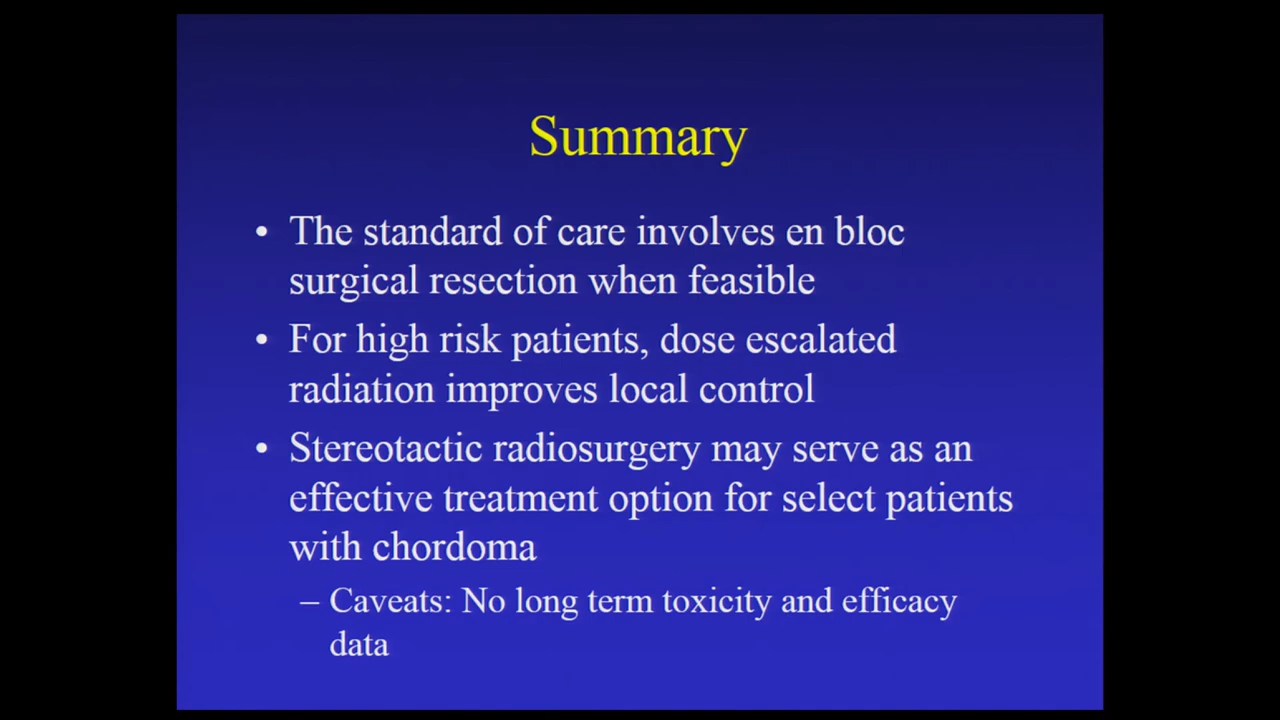 Summary
• The standard of care involves en bloc
surgical resection when feasible
• For high risk patients, dose escalated
radiation improves local control
• Stereotactic radiosurgery may serve as an
effective treatment option for select patients
with chordoma
– Caveats: No long term toxicity and efficacy
data